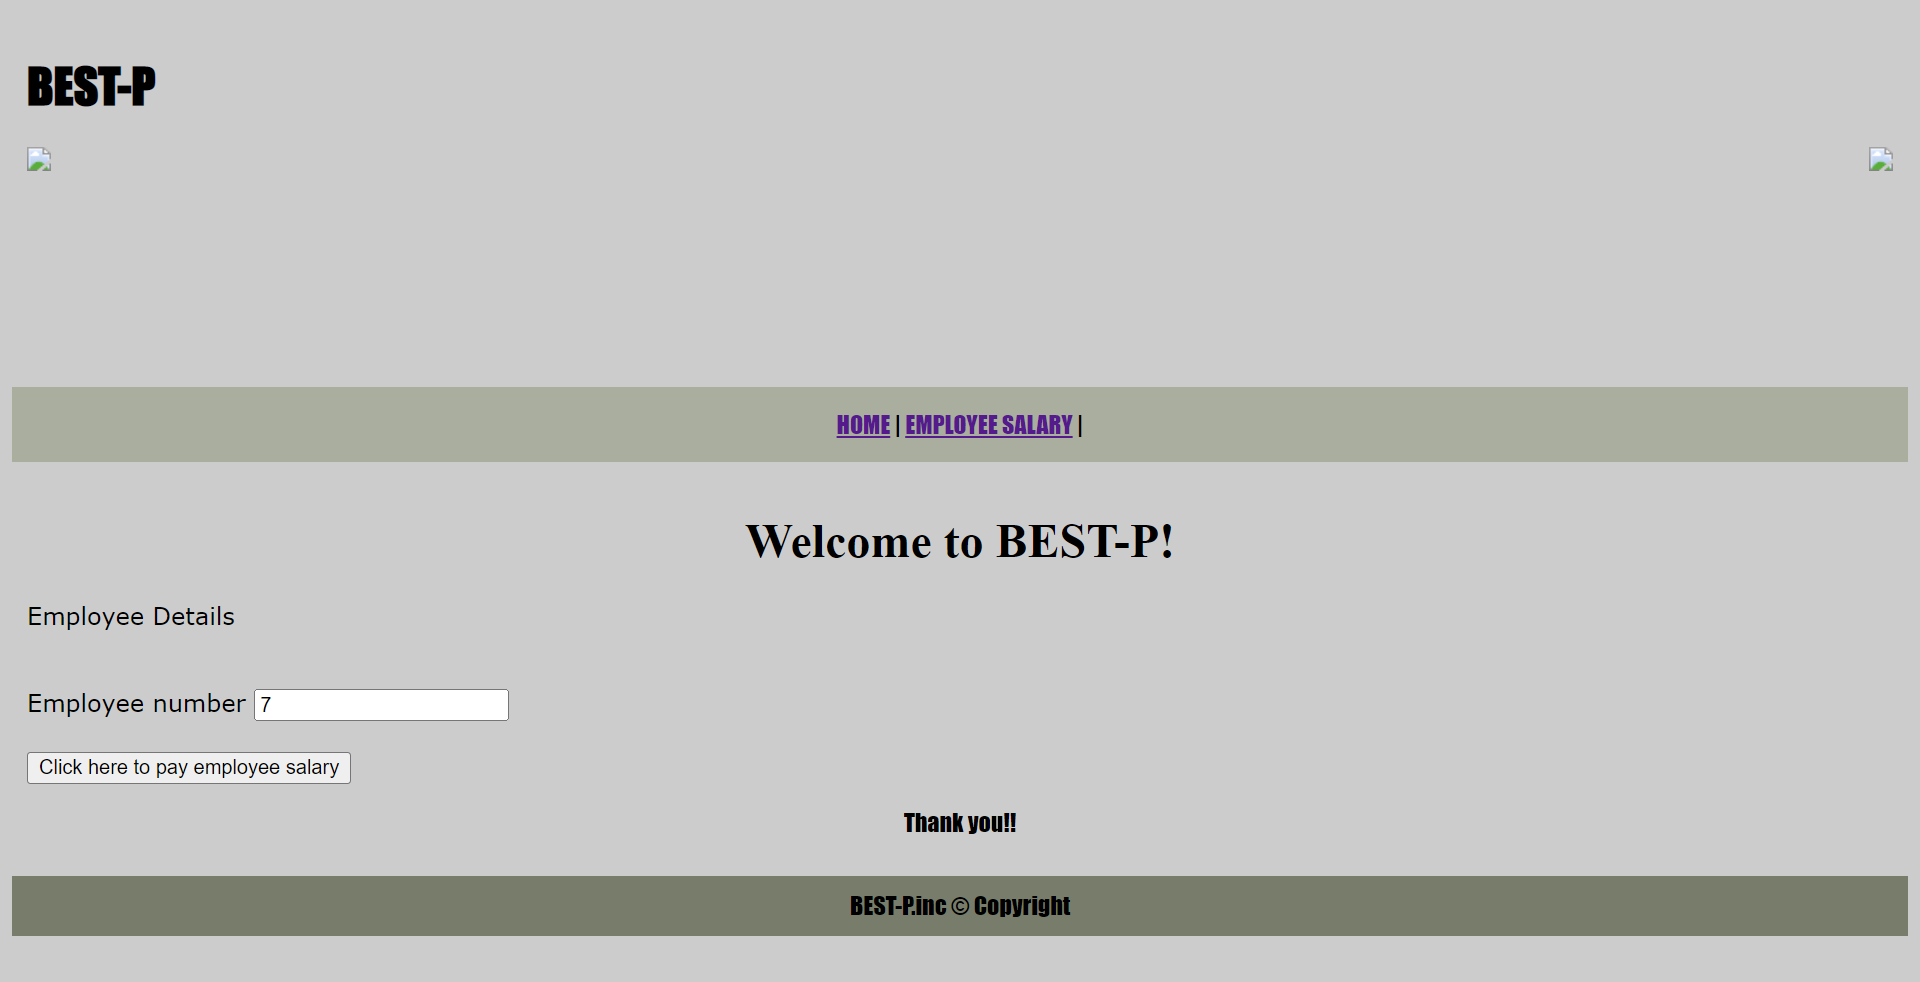 BEST-P
HOME | EMPLOYEE SALARY |
Welcome to BEST-P!
Employee Details
Employee number 7
Click here to pay employee salary
Thank you!!
BEST-P.inc © Copyright